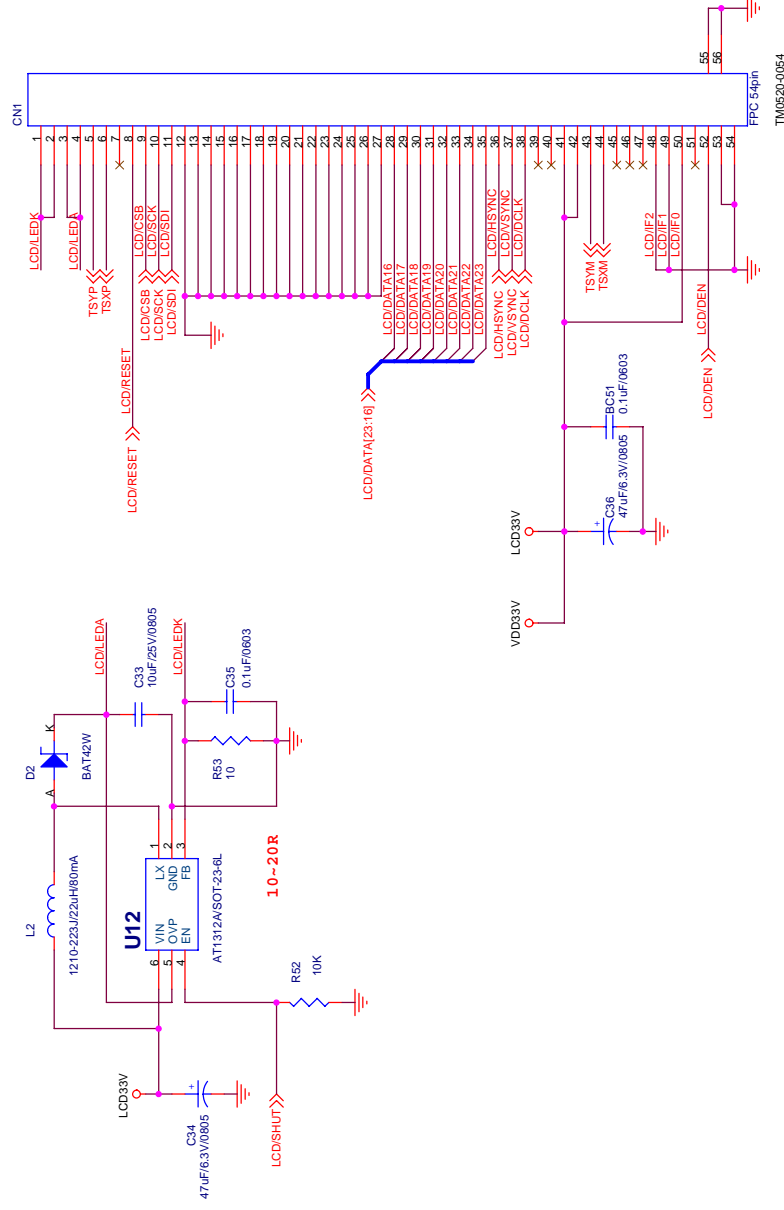 CN1
1
2
3
4
5
6
7
8
9
10
11
12
13
14
15
16
17
18
19
20
21
22
23
24
25
26
27
28
29
30
31
32
33
34
35
36
37
38
39
40
41
42
43
44
45
46
47
48
49
50
51
52
53
54
55
56
FPC 54pin
TM0520-0054
LCD/LEDK
LCD/LEDA
TSYP
TSXP
LCD/RESET
LCD/RESET
LCD/CSB
LCD/SCK
LCD/SDI
LCD/CSB
LCD/SCK
LCD/SDI
LCD/DATA16
LCD/DATA17
LCD/DATA18
LCD/DATA19
LCD/DATA20
LCD/DATA21
LCD/DATA22
LCD/DATA23
LCD/DATA[23:16]
LCD/HSYNC
LCD/VSYNC
LCD/DCLK
LCD/HSYNC
LCD/VSYNC
LCD/DCLK
TSYM
TSXM
LCD/IF2
LCD/IF1
LCD/IF0
LCD/DEN
LCD/DEN
BC51
0.1uF/0603
C36
47uF/6.3V/0805
+
LCD33V
VDD33V
LCD/LEDA
C33
10uF/25V/0805
LCD/LEDK
C35
0.1uF/0603
R53
10
D2
A
K
BAT42W
L2
1210-223J/22uH/80mA
U12
VIN
OVP
EN
LX
GND
FB
6
5
4
1
2
3
AT1312A/SOT-23-6L
10~20R
R52
10K
LCD33V
+
C34
47uF/6.3V/0805
LCD/SHUT